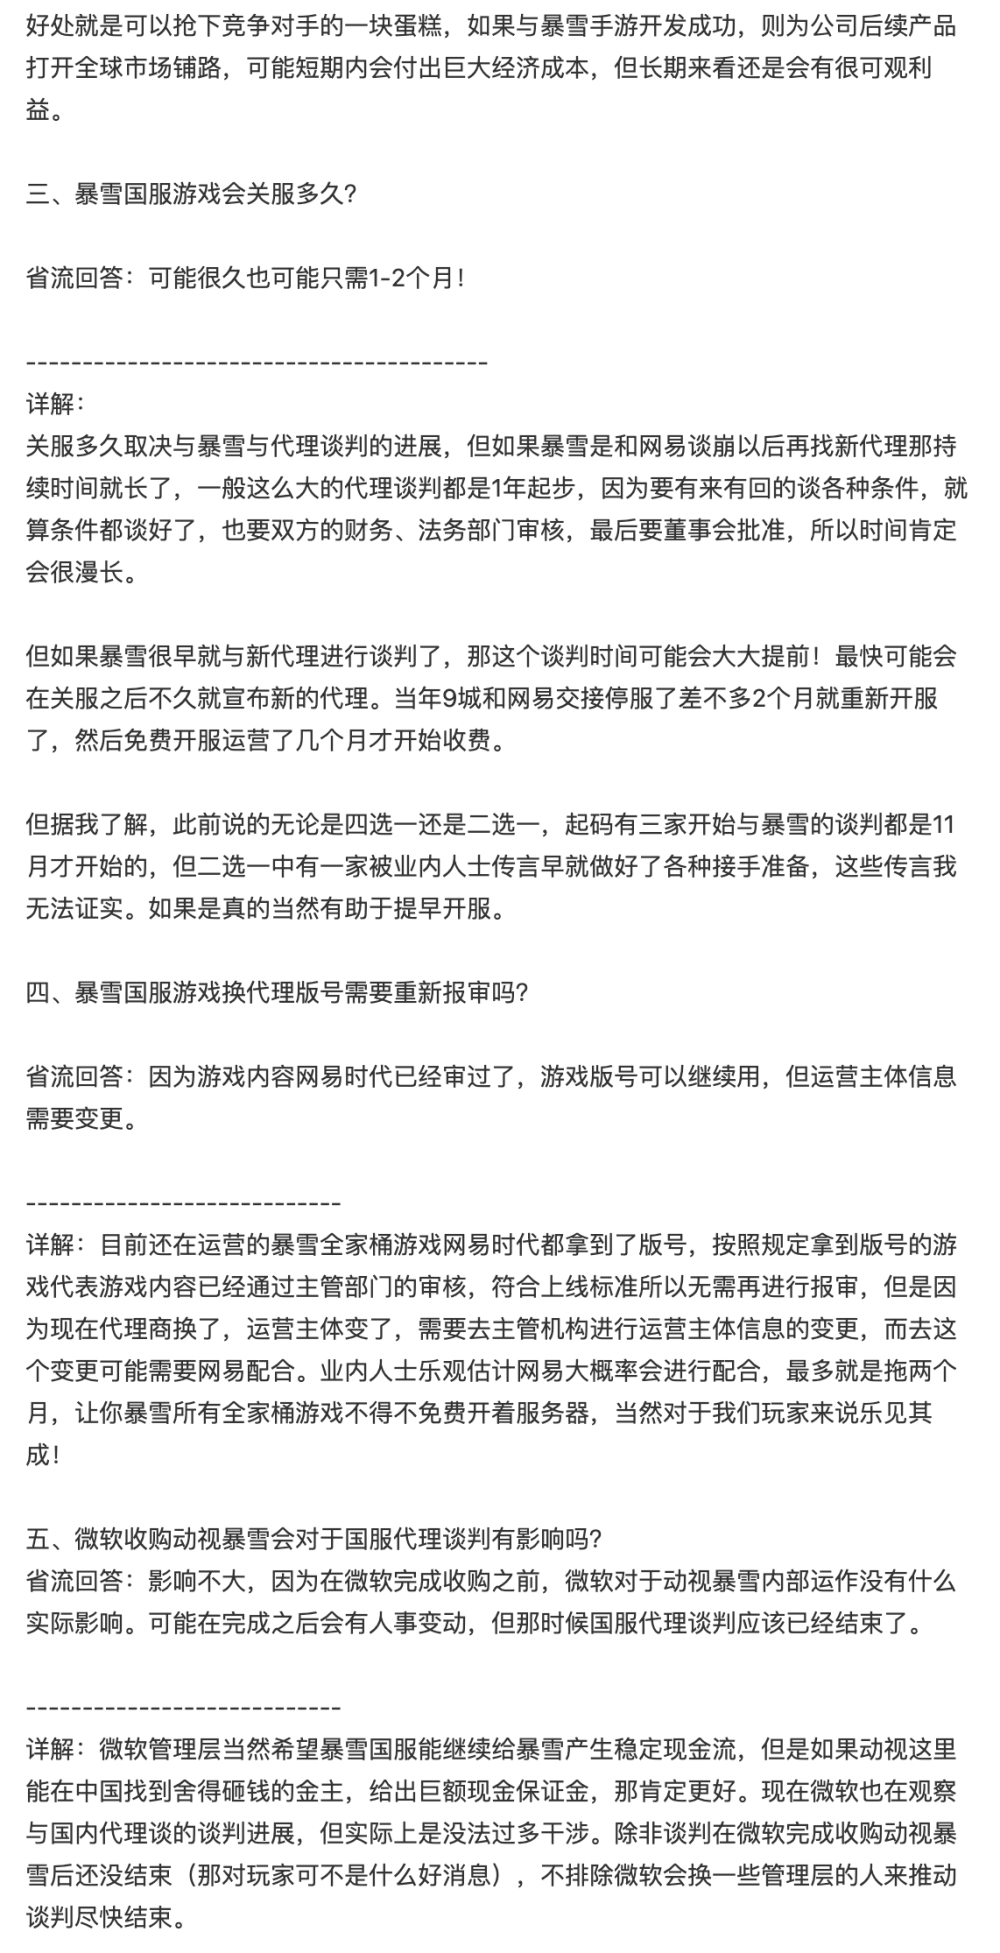 好处就是可以抢下竞争对手的一块蛋糕，如果与暴雪手游开发成功，则为公司后续产品
打开全球市场铺路，可能短期内会付出巨大经济成本，但长期来看还是会有很可观利
益。
三、暴雪国服游戏会关服多久？
省流回答：可能很久也可能只需1-2个月！
-----------------------------------------
详解：
关服多久取决与暴雪与代理谈判的进展，但如果暴雪是和网易谈崩以后再找新代理那持
续时间就长了，一般这么大的代理谈判都是1年起步，因为要有来有回的谈各种条件，就
算条件都谈好了，也要双方的财务、法务部门审核，最后要董事会批准，所以时间肯定
会很漫长。
但如果暴雪很早就与新代理进行谈判了，那这个谈判时间可能会大大提前！最快可能会
在关服之后不久就宣布新的代理。当年9城和网易交接停服了差不多2个月就重新开服
了，然后免费开服运营了几个月才开始收费。
但据我了解，此前说的无论是四选一还是二选一，起码有三家开始与暴雪的谈判都是11
月才开始的，但二选一中有一家被业内人士传言早就做好了各种接手准备，这些传言我
无法证实。如果是真的当然有助于提早开服。
四、暴雪国服游戏换代理版号需要重新报审吗？
省流回答：因为游戏内容网易时代已经审过了，游戏版号可以继续用，但运营主体信息
需要变更。
----------------------------
详解：目前还在运营的暴雪全家桶游戏网易时代都拿到了版号，按照规定拿到版号的游
戏代表游戏内容已经通过主管部门的审核，符合上线标准所以无需再进行报审，但是因
为现在代理商换了，运营主体变了，需要去主管机构进行运营主体信息的变更，而去这
个变更可能需要网易配合。业内人士乐观估计网易大概率会进行配合，最多就是拖两个
月，让你暴雪所有全家桶游戏不得不免费开着服务器，当然对于我们玩家来说乐见其
成！
五、微软收购动视暴雪会对于国服代理谈判有影响吗？
省流回答：影响不大，因为在微软完成收购之前，微软对于动视暴雪内部运作没有什么
实际影响。可能在完成之后会有人事变动，但那时候国服代理谈判应该已经结束了。
----------------------------
详解：微软管理层当然希望暴雪国服能继续给暴雪产生稳定现金流，但是如果动视这里
能在中国找到舍得砸钱的金主，给出巨额现金保证金，那肯定更好。现在微软也在观察
与国内代理谈的谈判进展，但实际上是没法过多干涉。除非谈判在微软完成收购动视暴
雪后还没结束（那对玩家可不是什么好消息），不排除微软会换一些管理层的人来推动
谈判尽快结束。